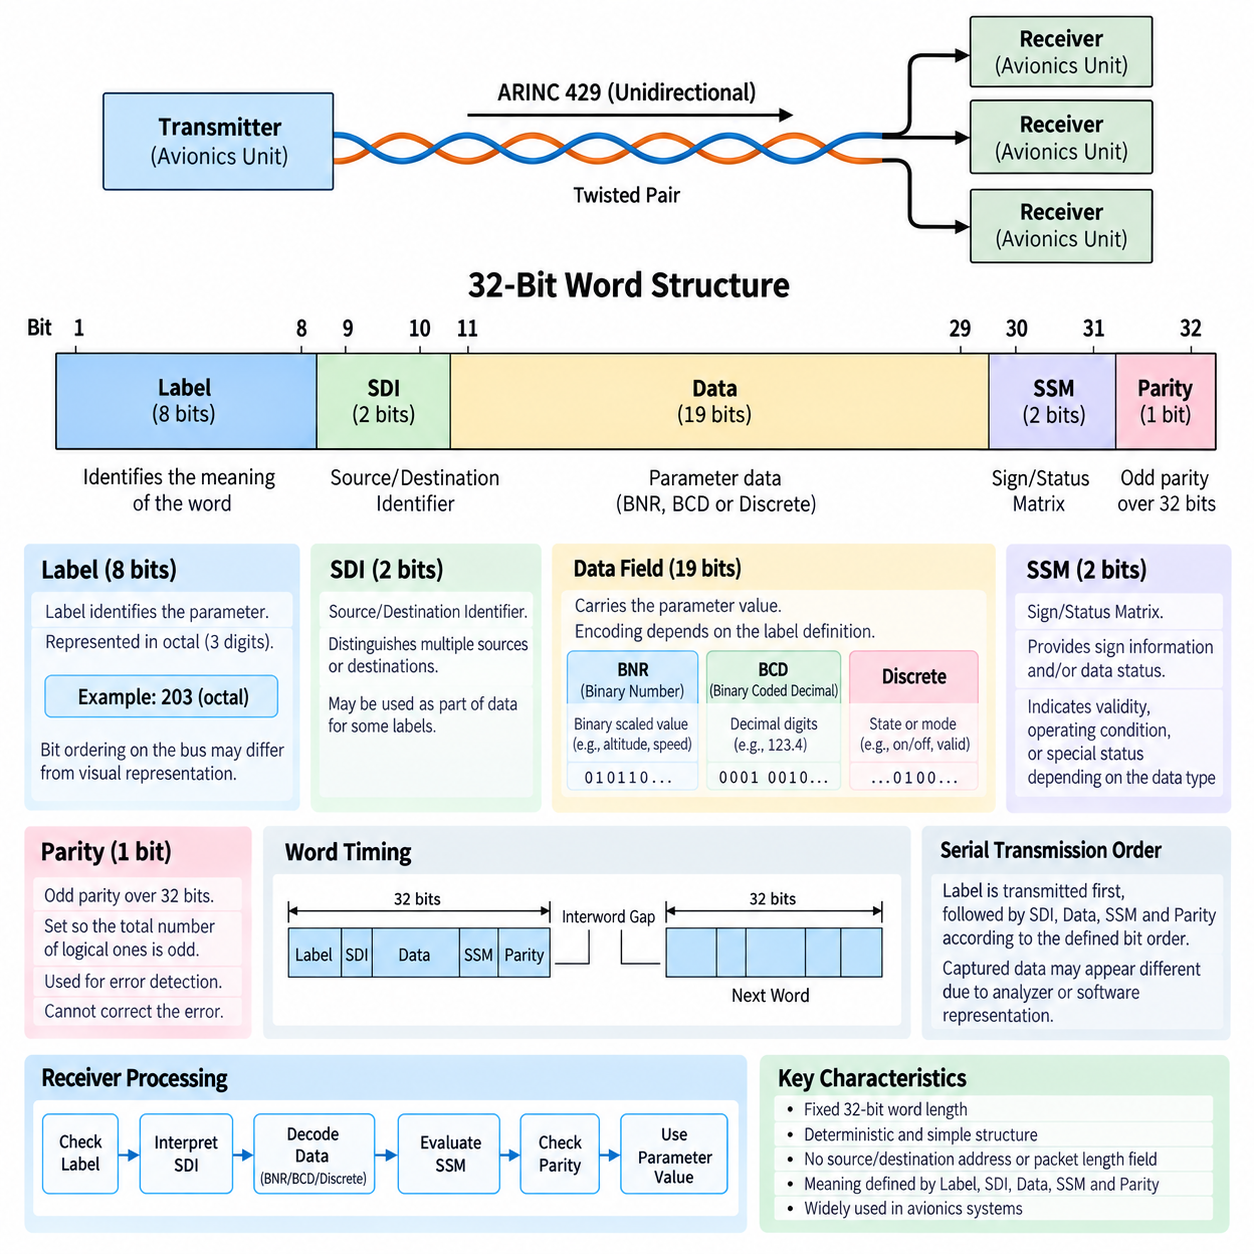 Transmitter
(Avionics Unit)
ARINC 429 (Unidirectional)
Twisted Pair
Receiver
(Avionics Unit)
Receiver
(Avionics Unit)
Receiver
(Avionics Unit)
32-Bit Word Structure
Bit 1 8 9 10 11 29 30 31 32
Label
(8 bits)
SDI
(2 bits)
Data
(19 bits)
SSM
(2 bits)
Parity
(1 bit)
Identifies the meaning
of the word
Source/Destination
Identifier
Parameter data
(BNR, BCD or Discrete)
Sign/Status
Matrix
Odd parity
over 32 bits
Label (8 bits)
Label identifies the parameter.
Represented in octal (3 digits).
Example: 203 (octal)
Bit ordering on the bus may differ
from visual representation.
SDI (2 bits)
Source/Destination Identifier.
Distinguishes multiple sources
or destinations.
May be used as part of data
for some labels.
Data Field (19 bits)
Carries the parameter value.
Encoding depends on the label definition.
BNR
(Binary Number)
Binary scaled value
(e.g., altitude, speed)
010110...
BCD
(Binary Coded Decimal)
Decimal digits
(e.g., 123.4)
0001 0010...
Discrete
State or mode
(e.g., on/off, valid)
...0100...
SSM (2 bits)
Sign/Status Matrix.
Provides sign information
and/or data status.
Indicates validity,
operating condition,
or special status
depending on the data type
Parity (1 bit)
Odd parity over 32 bits.
Set so the total number
of logical ones is odd.
Used for error detection.
Cannot correct the error.
Word Timing
32 bits
Label SDI Data SSM Parity
Interword Gap
32 bits
Next Word
Serial Transmission Order
Label is transmitted first,
followed by SDI, Data, SSM and Parity
according to the defined bit order.
Captured data may appear different
due to analyzer or software
representation.
Receiver Processing
Check
Label
Interpret
SDI
Decode
Data
(BNR/BCD/Discrete)
Evaluate
SSM
Check
Parity
Use
Parameter
Value
Key Characteristics
• Fixed 32-bit word length
• Deterministic and simple structure
• No source/destination address or packet length field
• Meaning defined by Label, SDI, Data, SSM and Parity
• Widely used in avionics systems